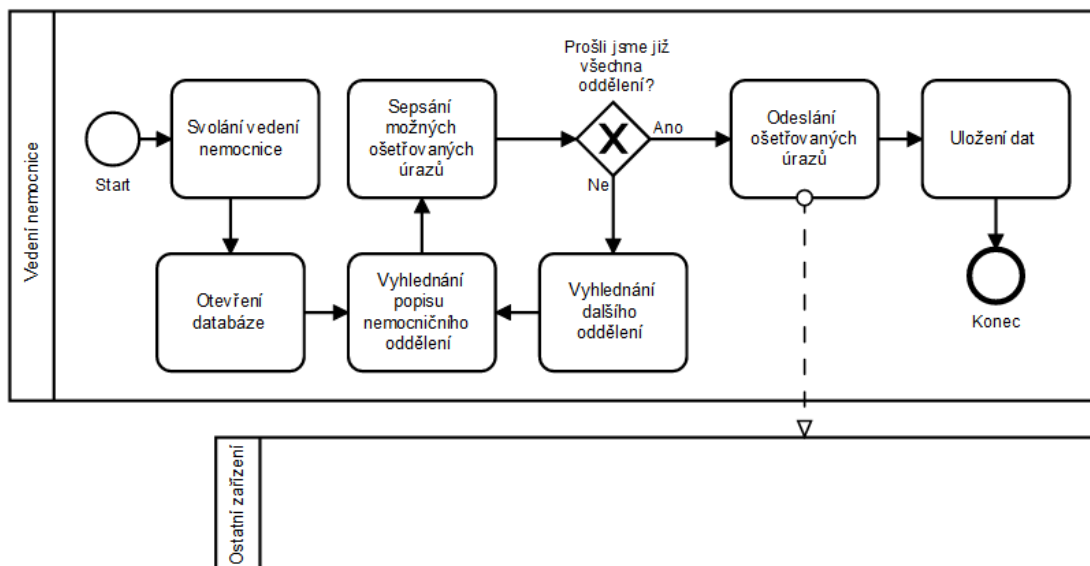 Vedení nemocnice
Start
Svolání vedení
nemocnice
Otevření
databáze
Vyhlednání
popisu
nemocničního
oddělení
Sepsání
možných
ošetřovaných
úrazů
Prošli jsme již
všechna
oddělení?
Ano
Ne
Vyhlednání
dalšího
oddělení
Odeslání
ošetřovaných
úrazů
Uložení dat
Konec
Ostatní zařízení